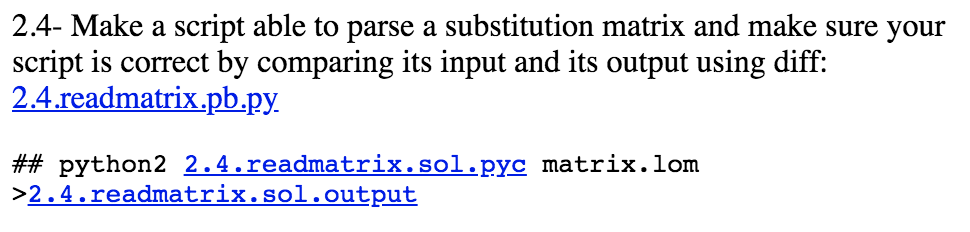 2.4- Make a script able to parse a substitution matrix and make sure your
script is correct by comparing its input and its output using diff:
2.4.readmatrix.pb.py
## python2 2.4.readmatrix.sol.pyc matrix.lom
>2.4.readmatrix.sol.output